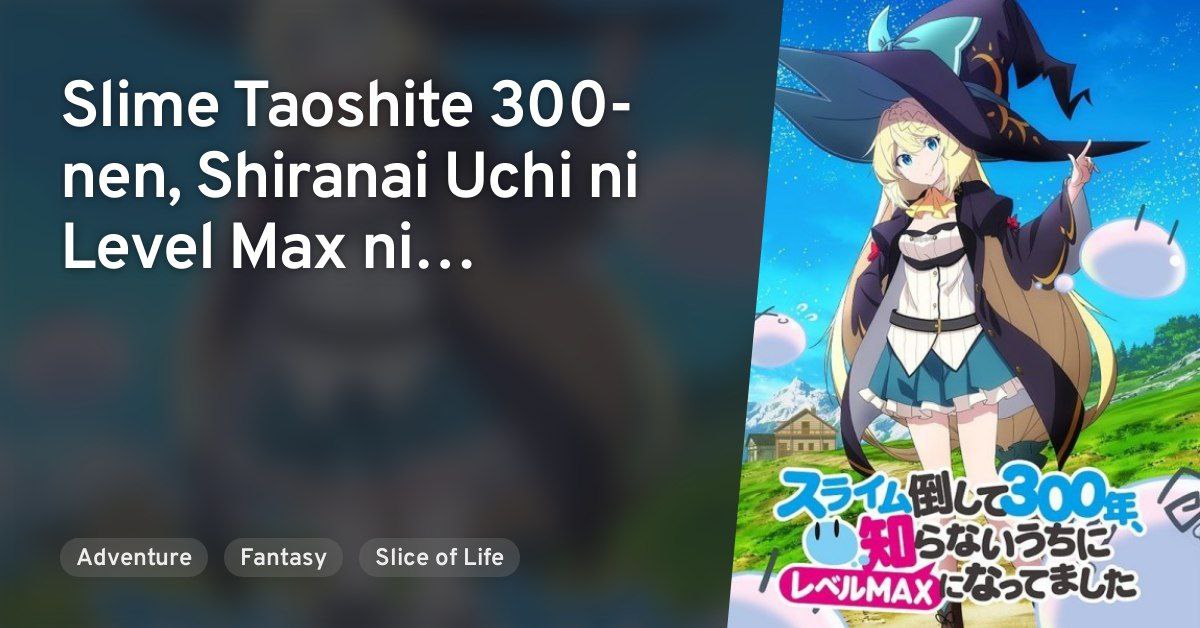 Slime Taoshite 300-
nen, Shiranai Uchi ni
Level Max ni...
Adventure
Fantasy
Slice of Life
スライム倒して300年、
知らないうちに
レベルMAXになってました